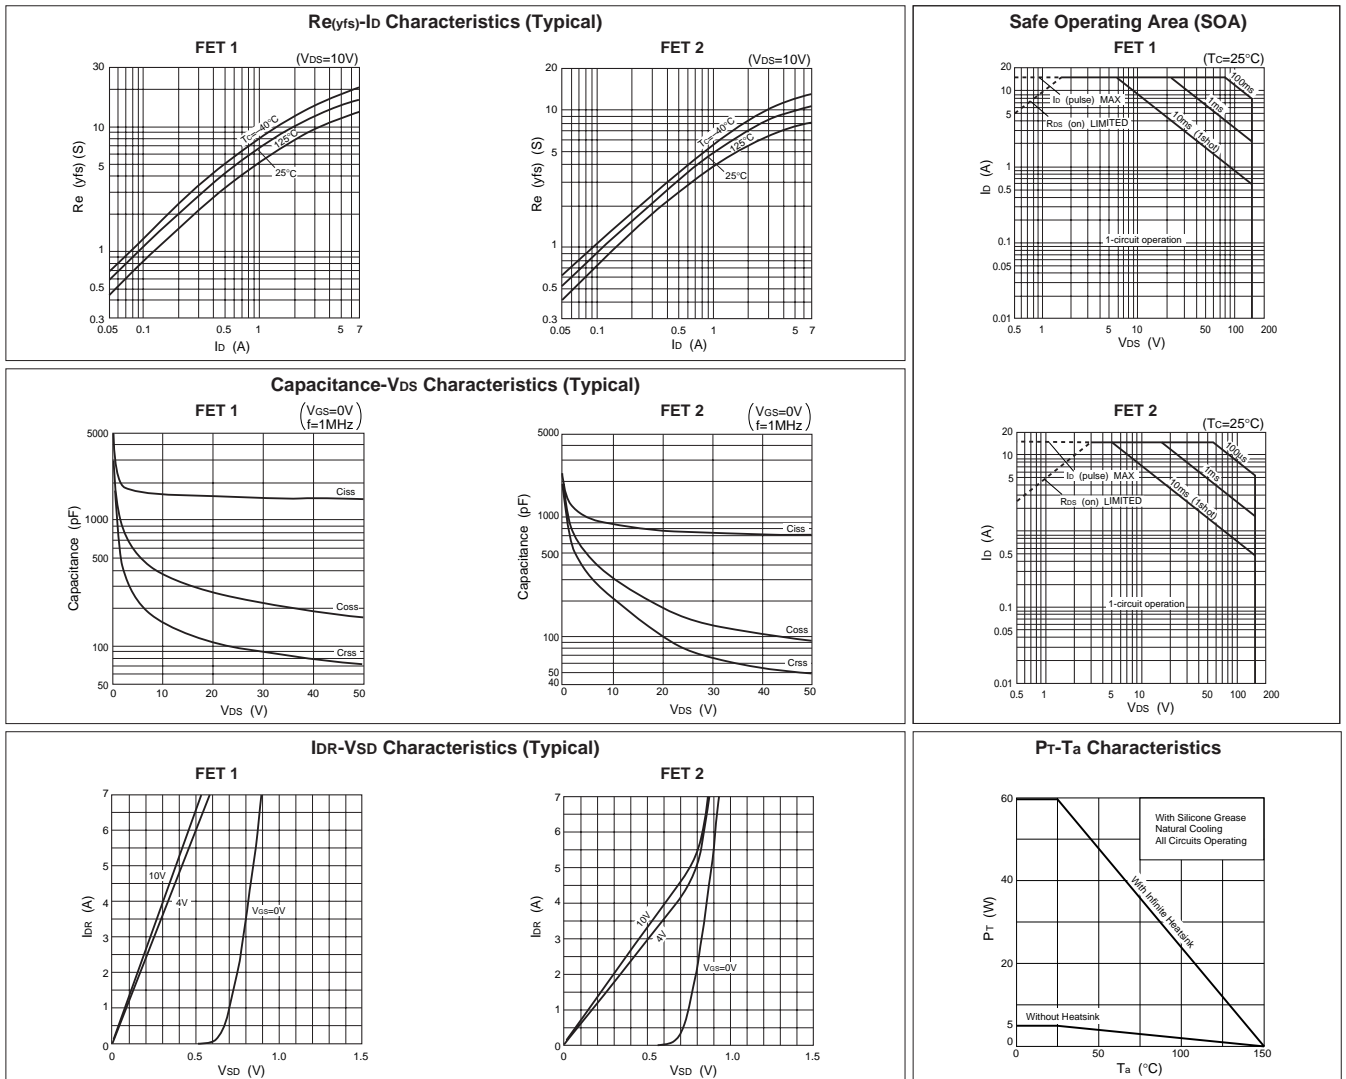 Re(yfs)-ID Characteristics (Typical)
FET 1
(VDS=10V)
Re (yfs) (S)
30
10
5
1
0.5
0.3
TC=–40°C
125°C
25°C
0.05 0.1 0.5 1 5 7
ID (A)
FET 2
(VDS=10V)
Re (yfs) (S)
20
10
5
1
0.5
0.3
TC=–40°C
125°C
25°C
0.05 0.1 0.5 1 5 7
ID (A)
Safe Operating Area (SOA)
FET 1
(TC=25°C)
ID (A)
20
10
5
1
0.5
0.1
0.05
0.01
ID (pulse) MAX
RDS (on) LIMITED
100ms
1ms
10ms (1shot)
1-circuit operation
0.5 1 5 10 50 100 200
VDS (V)
FET 2
(TC=25°C)
ID (A)
20
10
5
1
0.5
0.1
0.05
0.01
ID (pulse) MAX
RDS (on) LIMITED
100µs
1ms
10ms (1shot)
1-circuit operation
0.5 1 5 10 50 100 200
VDS (V)
Capacitance-VDS Characteristics (Typical)
FET 1
(VGS=0V
f=1MHz)
Capacitance (pF)
5000
1000
500
100
50
Ciss
Coss
Crss
0 10 20 30 40 50
VDS (V)
FET 2
(VGS=0V
f=1MHz)
Capacitance (pF)
5000
1000
500
100
50
40
Ciss
Coss
Crss
0 10 20 30 40 50
VDS (V)
IDR-VSD Characteristics (Typical)
FET 1
IDR (A)
7
6
5
4
3
2
1
0
10V
4V
VGS=0V
0 0.5 1.0 1.5
VSD (V)
FET 2
IDR (A)
7
6
5
4
3
2
1
0
10V
4V
VGS=0V
0 0.5 1.0 1.5
VSD (V)
PT-Ta Characteristics
PT (W)
60
40
20
5
0
With Silicone Grease
Natural Cooling
All Circuits Operating
With Infinite Heatsink
Without Heatsink
0 50 100 150
Ta (°C)